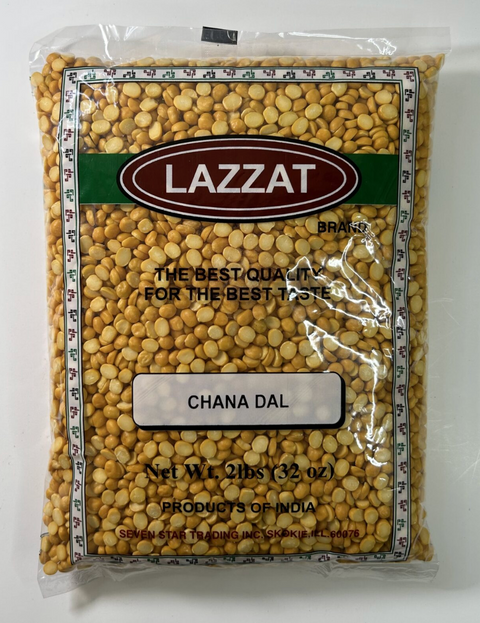 LAZZAT
BRAND
THE BEST QUALITY
FOR THE BEST TASTE
CHANA DAL
Net Wt. 2lbs (32 oz)
PRODUCTS OF INDIA
SEVEN STAR TRADING INC. SKOKIE, IL. 60076